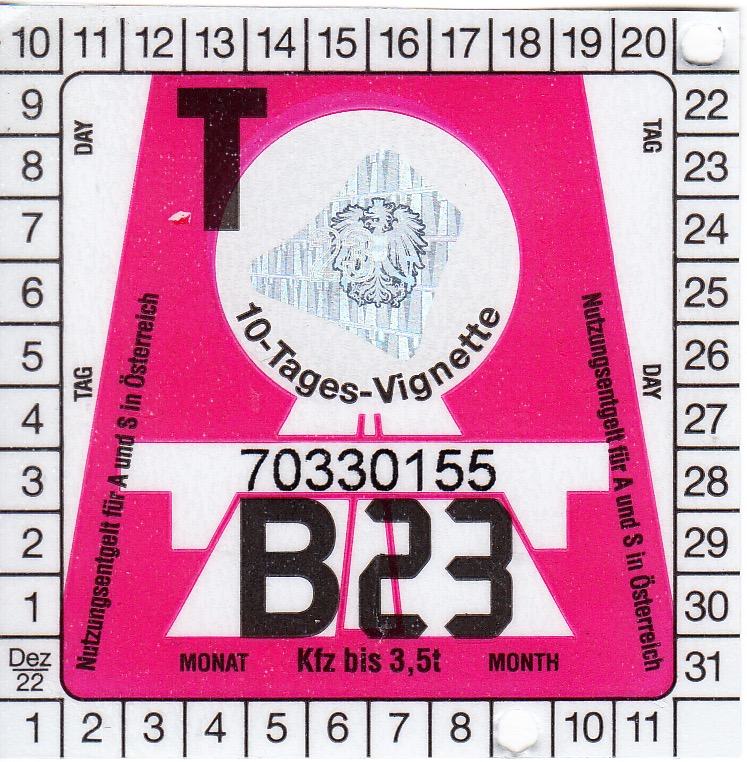 10 11 12 13 14 15 16 17 18 19 20
9
8
7
6
5
4
3
2
1
Dez
22
DAY
TAG
Nutzungsentgelt für A und S in Österreich
T
10-Tages-Vignette
70330155
B23
MONAT Kfz bis 3,5t MONTH
TAG
DAY
Nutzungsentgelt für A und S in Österreich
22
23
24
25
26
27
28
29
30
31
1 2 3 4 5 6 7 8 10 11